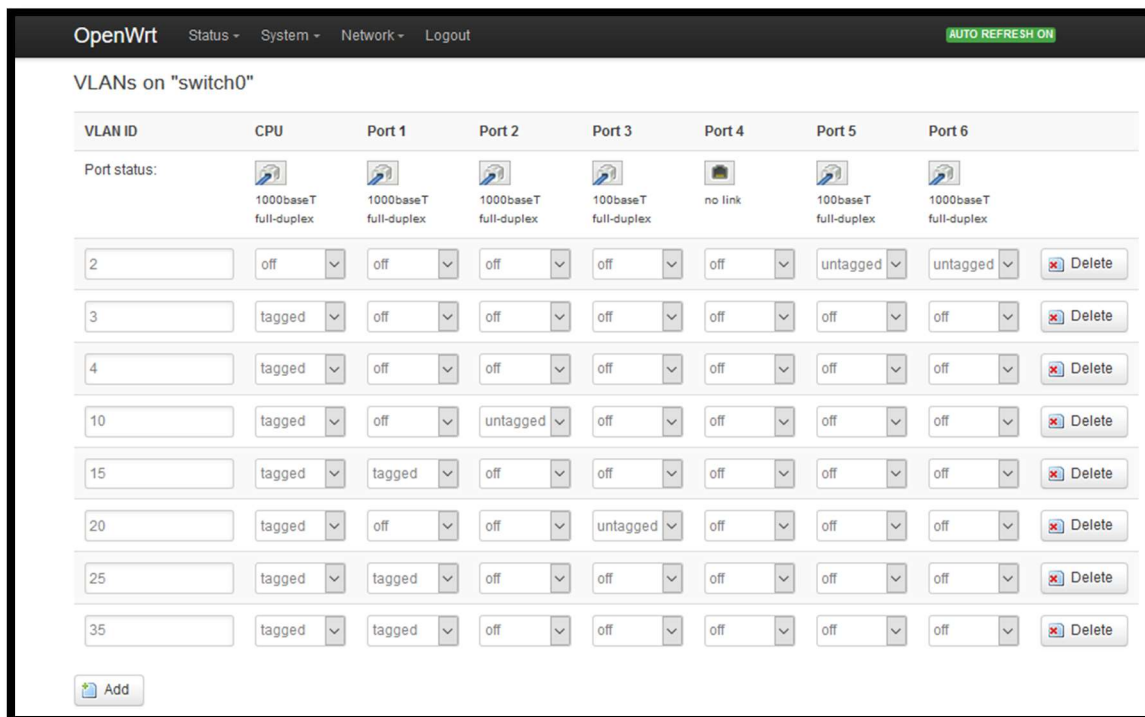 OpenWrt Status System Network Logout AUTO REFRESH ON
VLANs on "switch0"
VLAN ID CPU Port 1 Port 2 Port 3 Port 4 Port 5 Port 6
Port status:
1000baseT 1000baseT 1000baseT 100baseT no link 100baseT 1000baseT
full-duplex full-duplex full-duplex full-duplex full-duplex full-duplex
2 off off off off off untagged untagged Delete
3 tagged off off off off off off Delete
4 tagged off off off off off off Delete
10 tagged off untagged off off off off Delete
15 tagged tagged off off off off off Delete
20 tagged off off untagged off off off Delete
25 tagged tagged off off off off off Delete
35 tagged tagged off off off off off Delete
Add